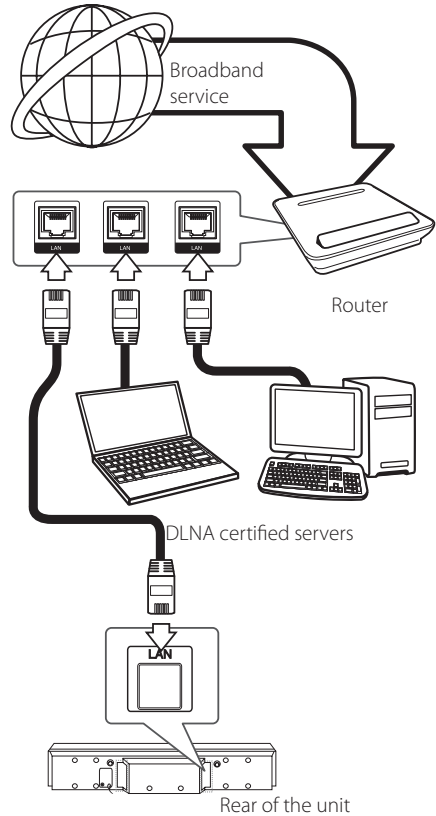 Broadband
service
LAN
LAN
LAN
Router
DLNA certified servers
LAN
Rear of the unit